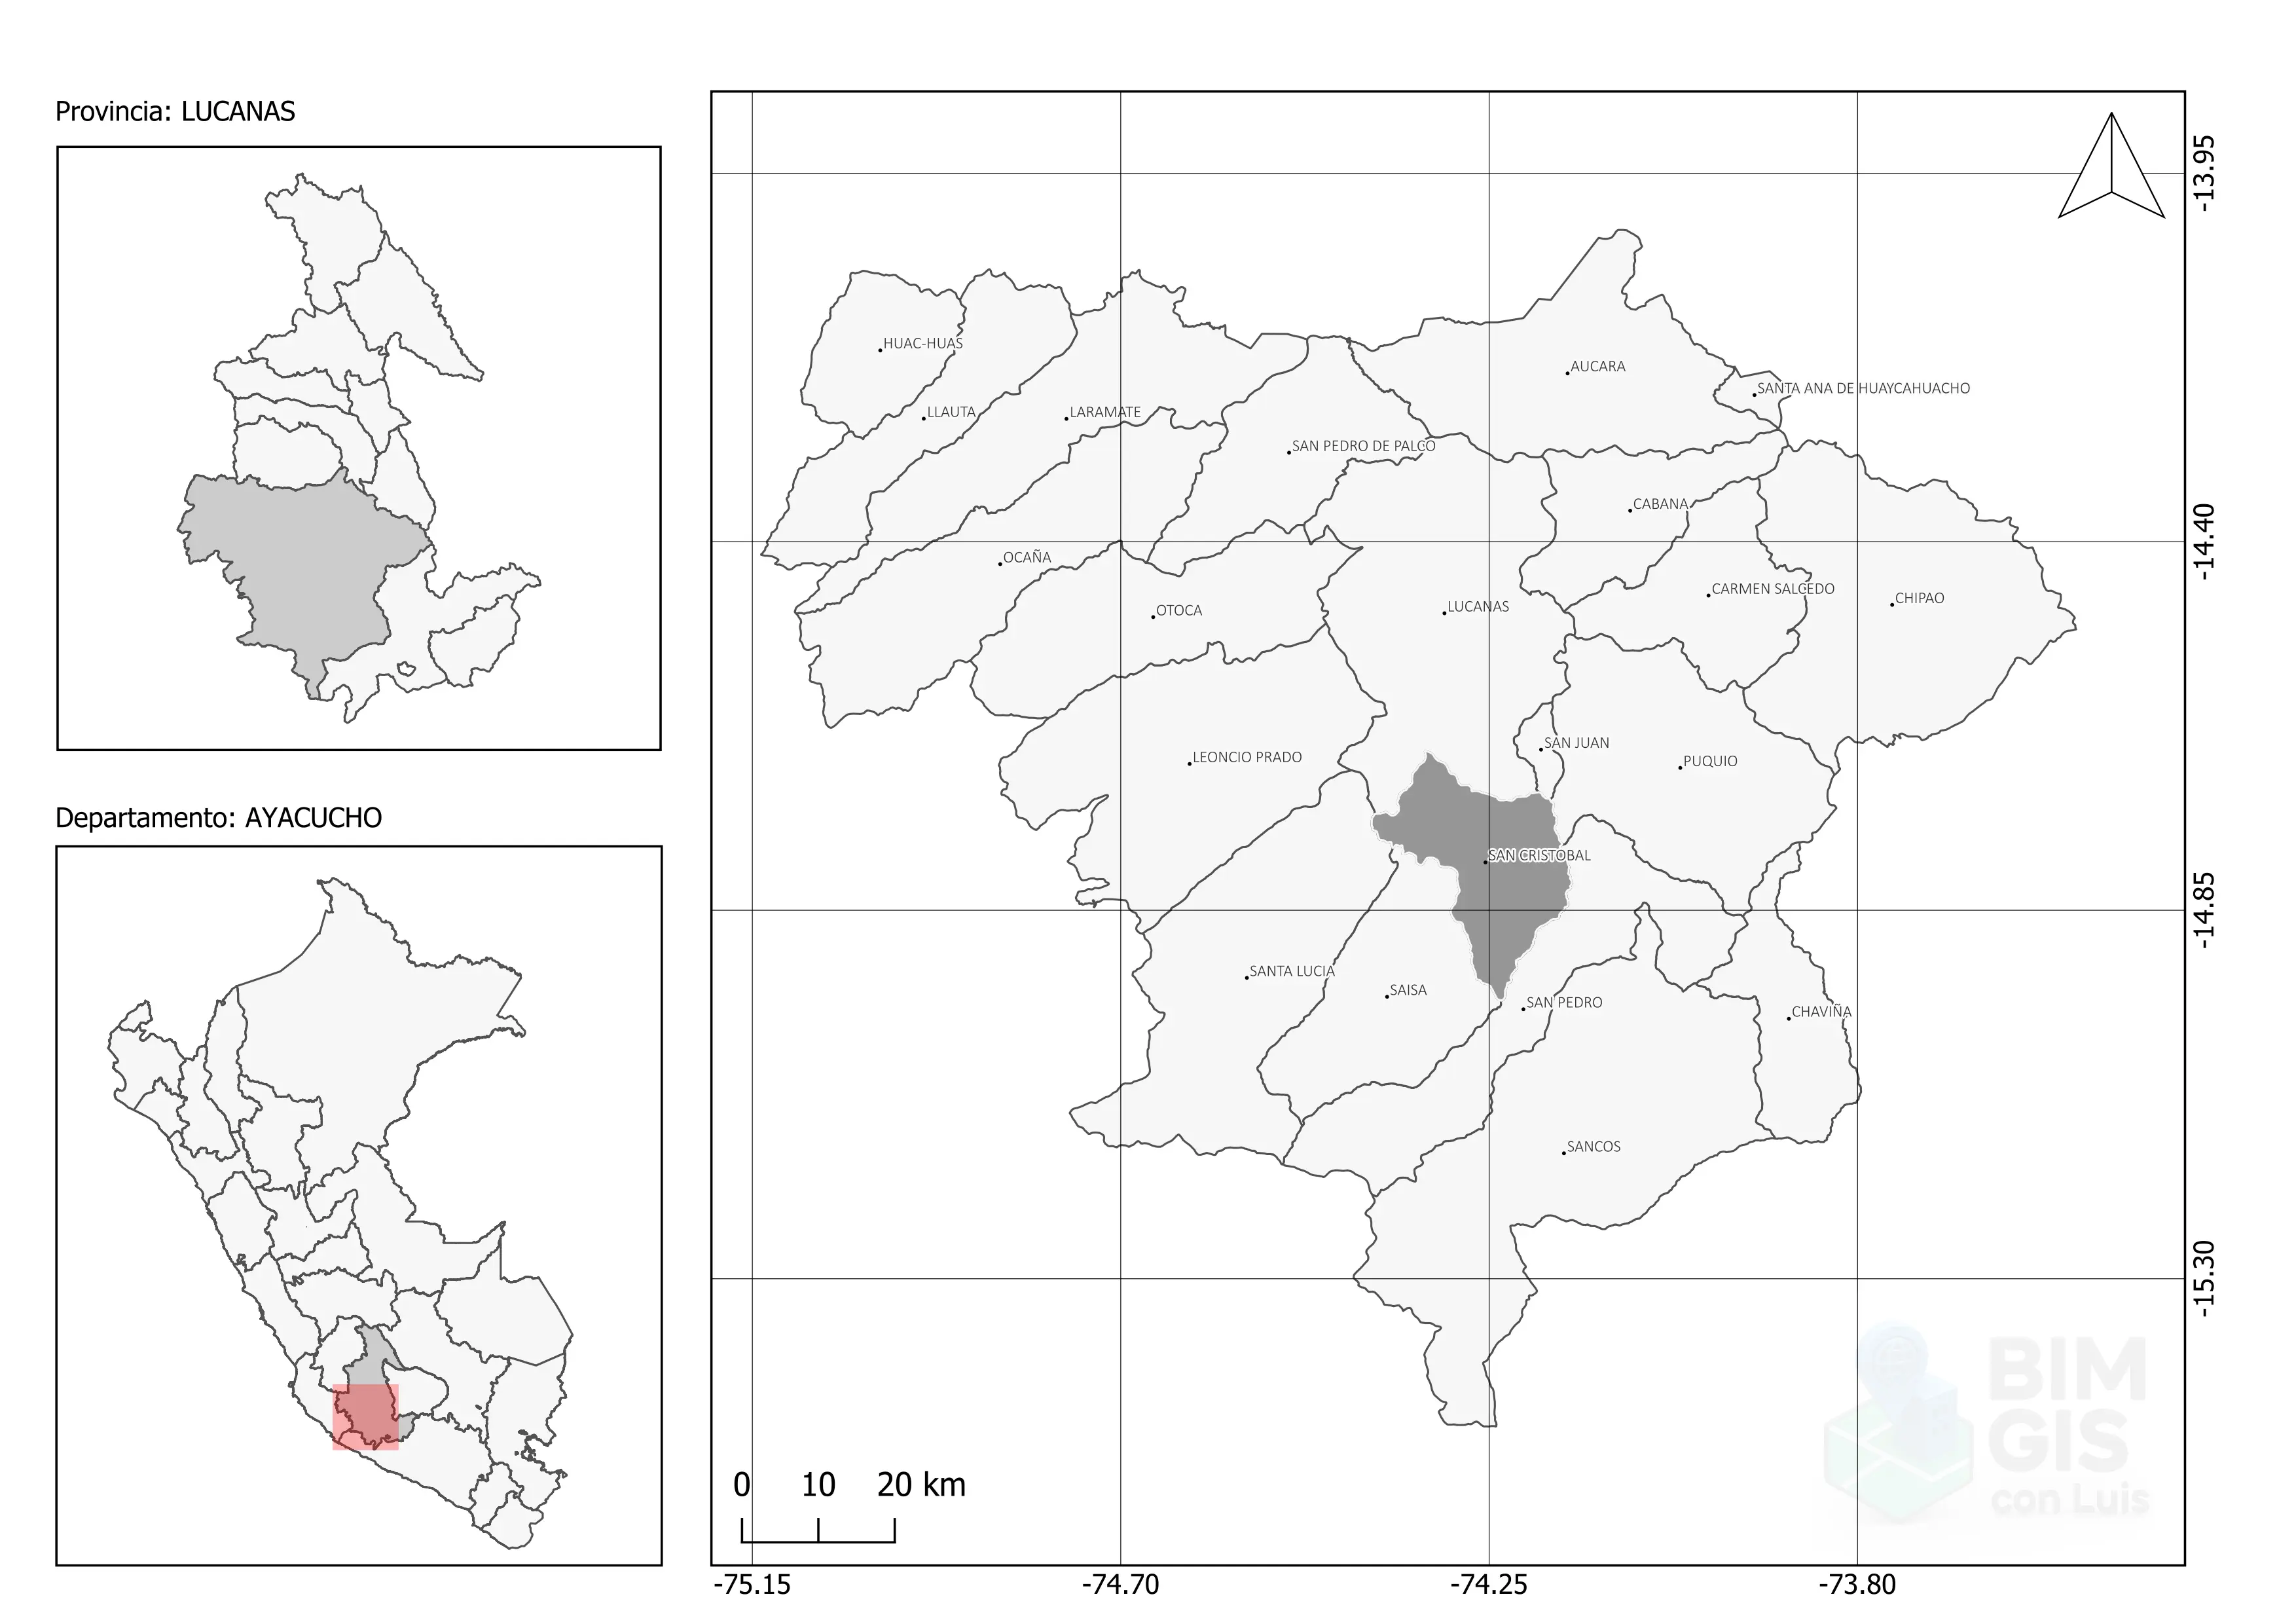 Provincia: LUCANAS
Departamento: AYACUCHO
HUAC-HUAS
AUCARA
SANTA ANA DE HUAYCAHUACHO
LLAUTA
LARAMATE
SAN PEDRO DE PALCO
CABANA
OCAÑA
CARMEN SALCEDO
CHIPAO
OTOCA
LUCANAS
SAN JUAN
LEONCIO PRADO
PUQUIO
SAN CRISTOBAL
SANTA LUCIA
SAISA
SAN PEDRO
CHAVIÑA
SANCOS
-13.95
-14.40
-14.85
-15.30
BIM
GIS
con Luis
0 10 20 km
-75.15 -74.70 -74.25 -73.80